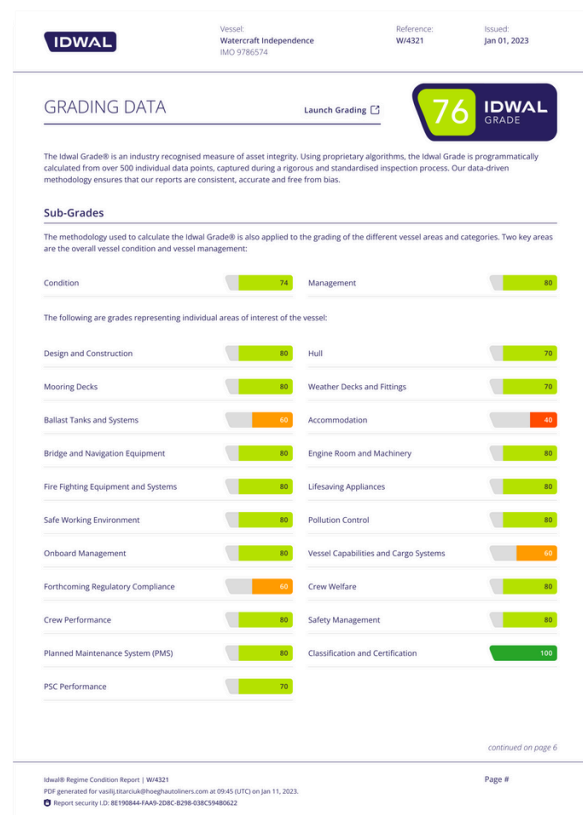 IDWAL
Vessel:
Watercraft Independence
IMO 9786574
Reference:
W/4321
Issued:
Jan 01, 2023
GRADING DATA
Launch Grading
76
IDWAL
GRADE
The Idwal Grade® is an industry recognised measure of asset integrity. Using proprietary algorithms, the Idwal Grade is programmatically
calculated from over 500 individual data points, captured during a rigorous and standardised inspection process. Our data-driven
methodology ensures that our reports are consistent, accurate and free from bias.
Sub-Grades
The methodology used to calculate the Idwal Grade® is also applied to the grading of the different vessel areas and categories. Two key areas
are the overall vessel condition and vessel management:
Condition 74 Management 80
The following are grades representing individual areas of interest of the vessel:
Design and Construction 80 Hull 70
Mooring Decks 80 Weather Decks and Fittings 70
Ballast Tanks and Systems 60 Accommodation 40
Bridge and Navigation Equipment 80 Engine Room and Machinery 80
Fire Fighting Equipment and Systems 80 Lifesaving Appliances 80
Safe Working Environment 80 Pollution Control 80
Onboard Management 80 Vessel Capabilities and Cargo Systems 60
Forthcoming Regulatory Compliance 60 Crew Welfare 80
Crew Performance 80 Safety Management 80
Planned Maintenance System (PMS) 80 Classification and Certification 100
PSC Performance 70
continued on page 6
Idwal® Regime Condition Report | W/4321
Page #
PDF generated for vasilij.titarciuk@hoeghautoliners.com at 09:45 (UTC) on Jan 11, 2023.
Report security I.D: 8E190844-FAA9-2D8C-B298-038C594B0622